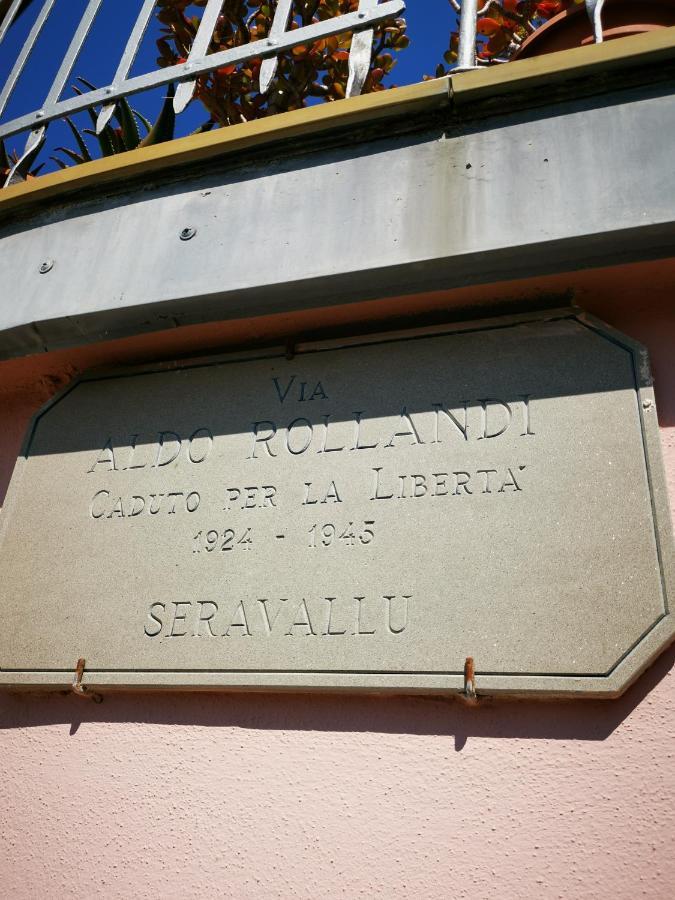 VIA
ALDO ROLLANDI
CADUTO PER LA LIBERTA'
1924 - 1945
SERAVALLU